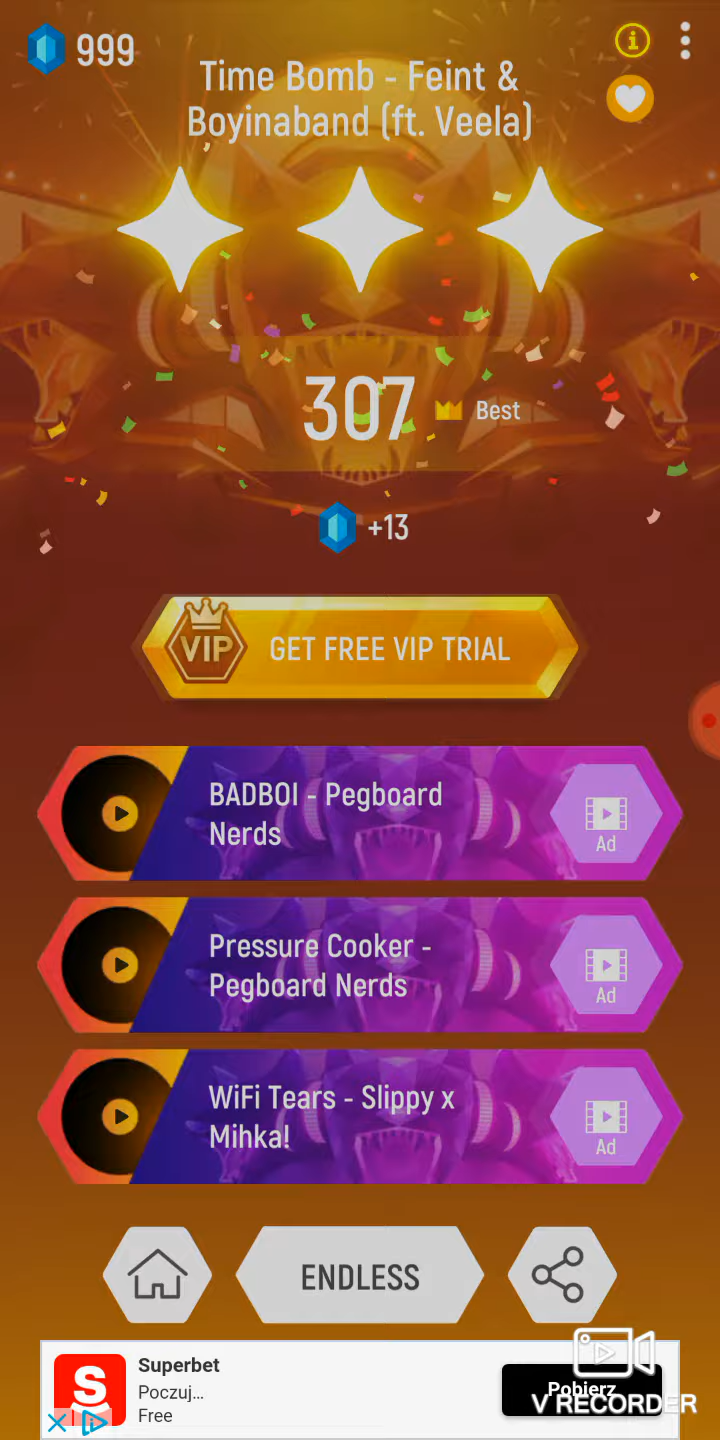 999
Time Bomb - Feint &
Boyinaband (ft. Veela)
307
Best
+13
VIP
GET FREE VIP TRIAL
BADBOI - Pegboard
Nerds
Ad
Pressure Cooker -
Pegboard Nerds
Ad
WiFi Tears - Slippy x
Mihka!
Ad
ENDLESS
S
Superbet
Poczuj...
Free
Pobierz
V RECORDER